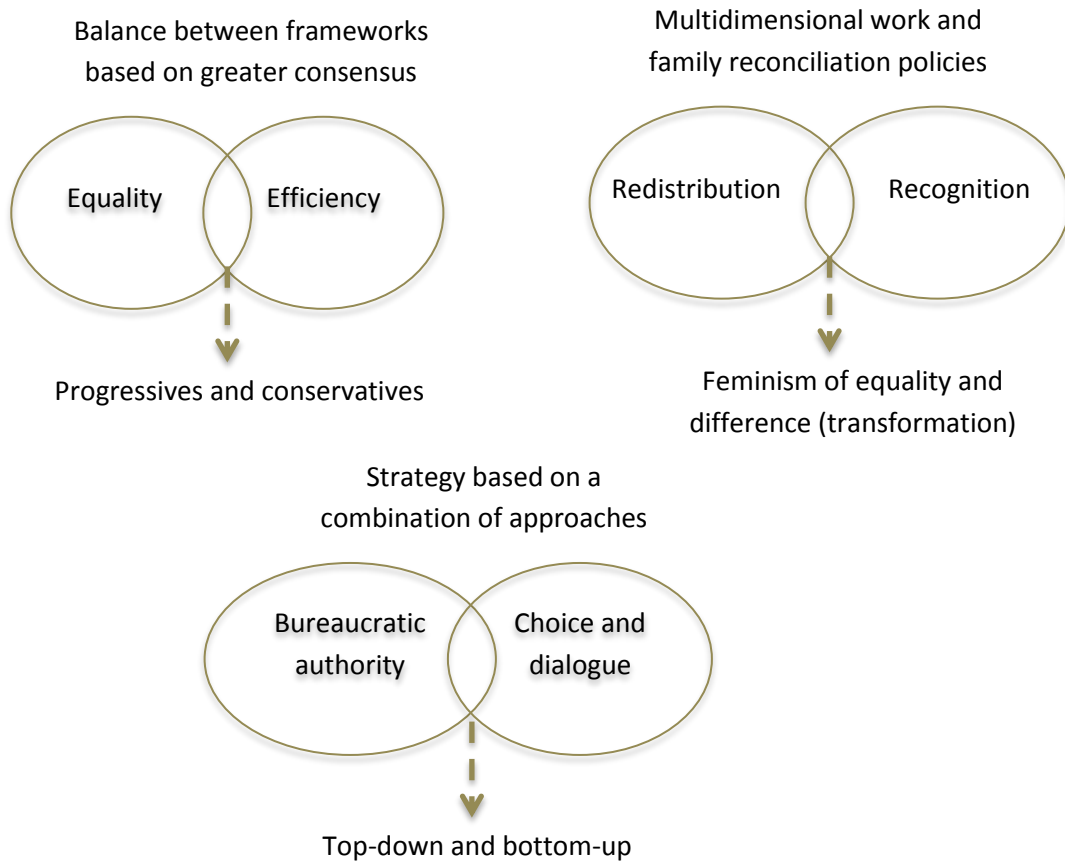 Balance between frameworks
based on greater consensus
Equality
Efficiency
Progressives and conservatives
Multidimensional work and
family reconciliation policies
Redistribution
Recognition
Feminism of equality and
difference (transformation)
Strategy based on a
combination of approaches
Bureaucratic
authority
Choice and
dialogue
Top-down and bottom-up